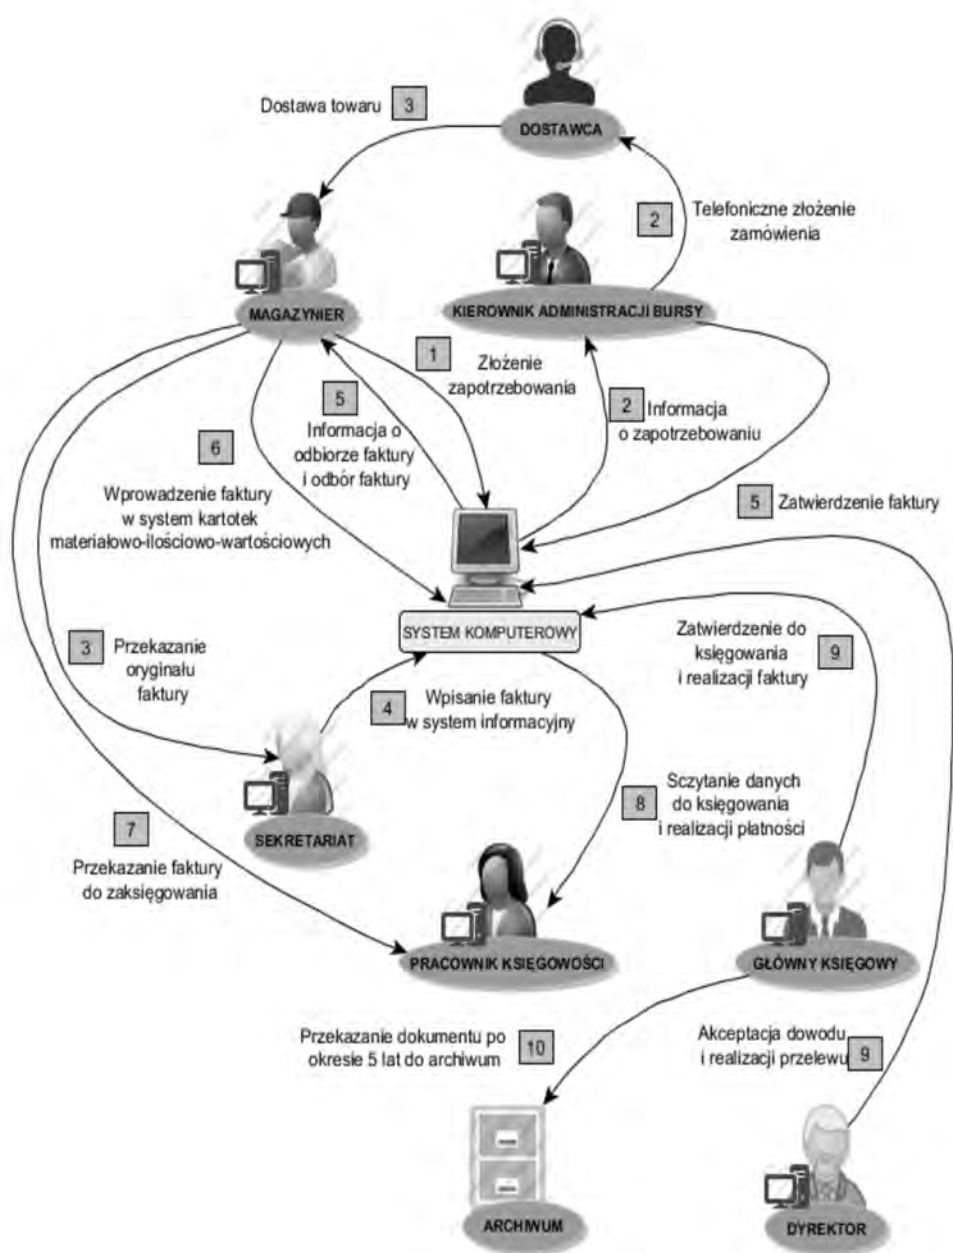 DOSTAWCA
Dostawa towaru
3
MAGAZYNIER
KIEROWNIK ADMINISTRACJI BURSY
2
Telefoniczne złożenie
zamówienia
1
Złożenie
zapotrzebowania
5
Informacja o
odbiorze faktury
i odbór faktury
2
Informacja
o zapotrzebowaniu
6
Wprowadzenie faktury
w system kartotek
materiałowo-ilościowo-wartościowych
5
Zatwierdzenie faktury
SYSTEM KOMPUTEROWY
3
Przekazanie
oryginału
faktury
4
Wpisanie faktury
w system informacyjny
Zatwierdzenie do
księgowania
i realizacji faktury
9
SEKRETARIAT
8
Sczytanie danych
do księgowania
i realizacji płatności
7
Przekazanie faktury
do zaksięgowania
PRACOWNIK KSIĘGOWOŚCI
GŁÓWNY KSIĘGOWY
Przekazanie dokumentu po
okresie 5 lat do archiwum
10
Akceptacja dowodu
i realizacji przelewu
9
ARCHIWUM
DYREKTOR